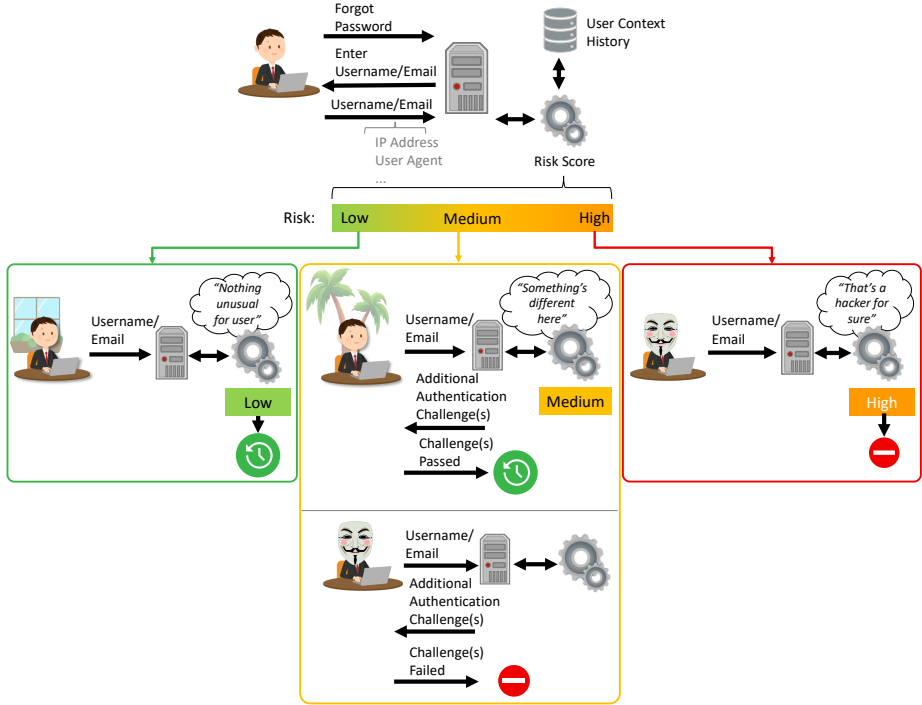 Forgot
Password
Enter
Username/Email
Username/Email
IP Address
User Agent
...
User Context
History
Risk Score
Risk:
Low
Medium
High
“Nothing
unusual
for user”
Username/
Email
Low
“Something’s
different
here”
Username/
Email
Additional
Authentication
Challenge(s)
Medium
Challenge(s)
Passed
“That’s a
hacker for
sure”
Username/
Email
High
Username/
Email
Additional
Authentication
Challenge(s)
Challenge(s)
Failed